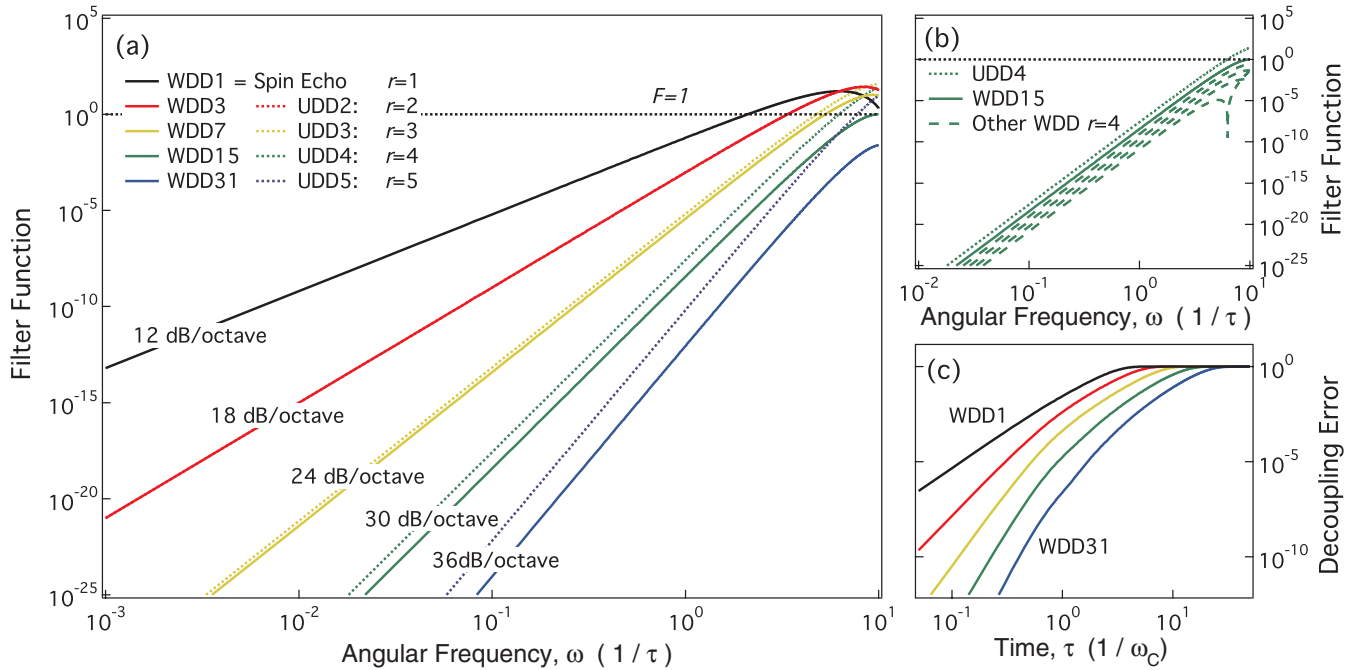 (a)
WDD1 = Spin Echo r=1
WDD3 UDD2: r=2
WDD7 UDD3: r=3
WDD15 UDD4: r=4
WDD31 UDD5: r=5
F=1
12 dB/octave
18 dB/octave
24 dB/octave
30 dB/octave
36dB/octave
Filter Function
10^5
10^0
10^-5
10^-10
10^-15
10^-20
10^-25
10^-3
10^-2
10^-1
10^0
10^1
Angular Frequency, ω ( 1 / τ )
(b)
UDD4
WDD15
Other WDD r=4
10^5
10^0
10^-5
10^-10
10^-15
10^-20
10^-25
Filter Function
10^-2
10^-1
10^0
10^1
Angular Frequency, ω ( 1 / τ )
(c)
WDD1
WDD31
10^0
10^-5
10^-10
Decoupling Error
10^-1
10^0
10^1
Time, τ (1/ω_C)